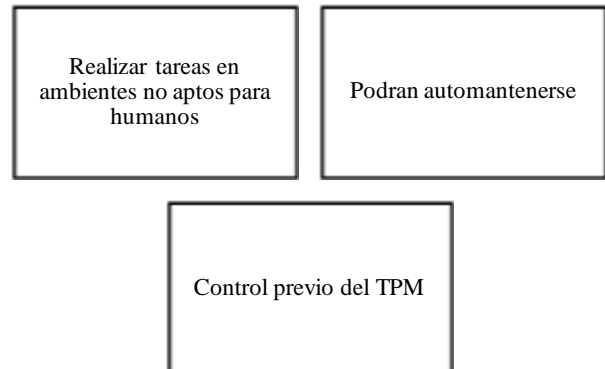 Realizar tareas en
ambientes no aptos para
humanos
Podran automantenerse
Control previo del TPM